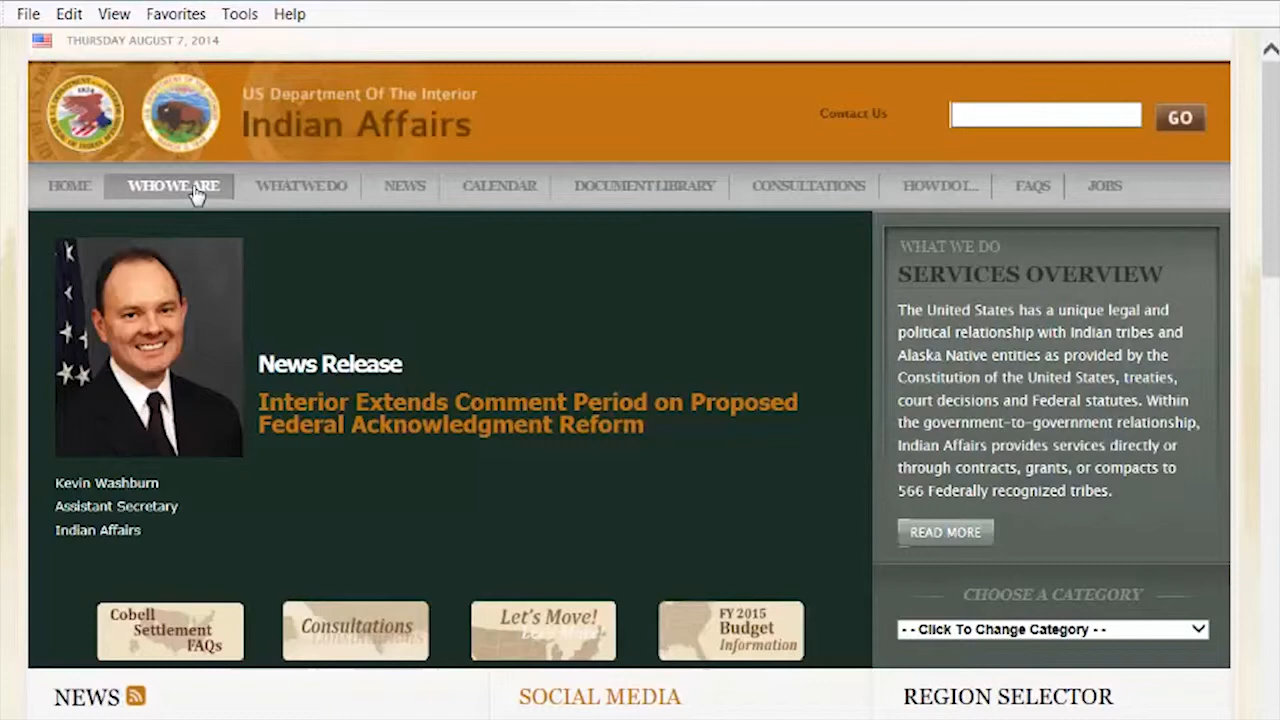 File Edit View Favorites Tools Help
THURSDAY AUGUST 7, 2014
US Department Of The Interior
Indian Affairs
Contact Us
GO
HOME WHO WE ARE WHAT WE DO NEWS CALENDAR DOCUMENT LIBRARY CONSULTATIONS HOW DO I... FAQS JOBS
News Release
Interior Extends Comment Period on Proposed
Federal Acknowledgment Reform
Kevin Washburn
Assistant Secretary
Indian Affairs
Cobell
Settlement
FAQs
Consultations
Let's Move!
FY 2015
Budget
Information
WHAT WE DO
SERVICES OVERVIEW
The United States has a unique legal and
political relationship with Indian tribes and
Alaska Native entities as provided by the
Constitution of the United States, treaties,
court decisions and Federal statutes. Within
the government-to-government relationship,
Indian Affairs provides services directly or
through contracts, grants, or compacts to
566 Federally recognized tribes.
READ MORE
CHOOSE A CATEGORY
- - Click To Change Category - -
NEWS
SOCIAL MEDIA
REGION SELECTOR